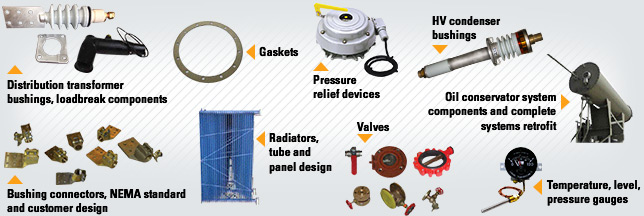 Distribution transformer
bushings, loadbreak components
Gaskets
Pressure
relief devices
HV condenser
bushings
Oil conservator system
components and complete
systems retrofit
Bushing connectors, NEMA standard
and customer design
Radiators,
tube and
panel design
Valves
Temperature, level,
pressure gauges